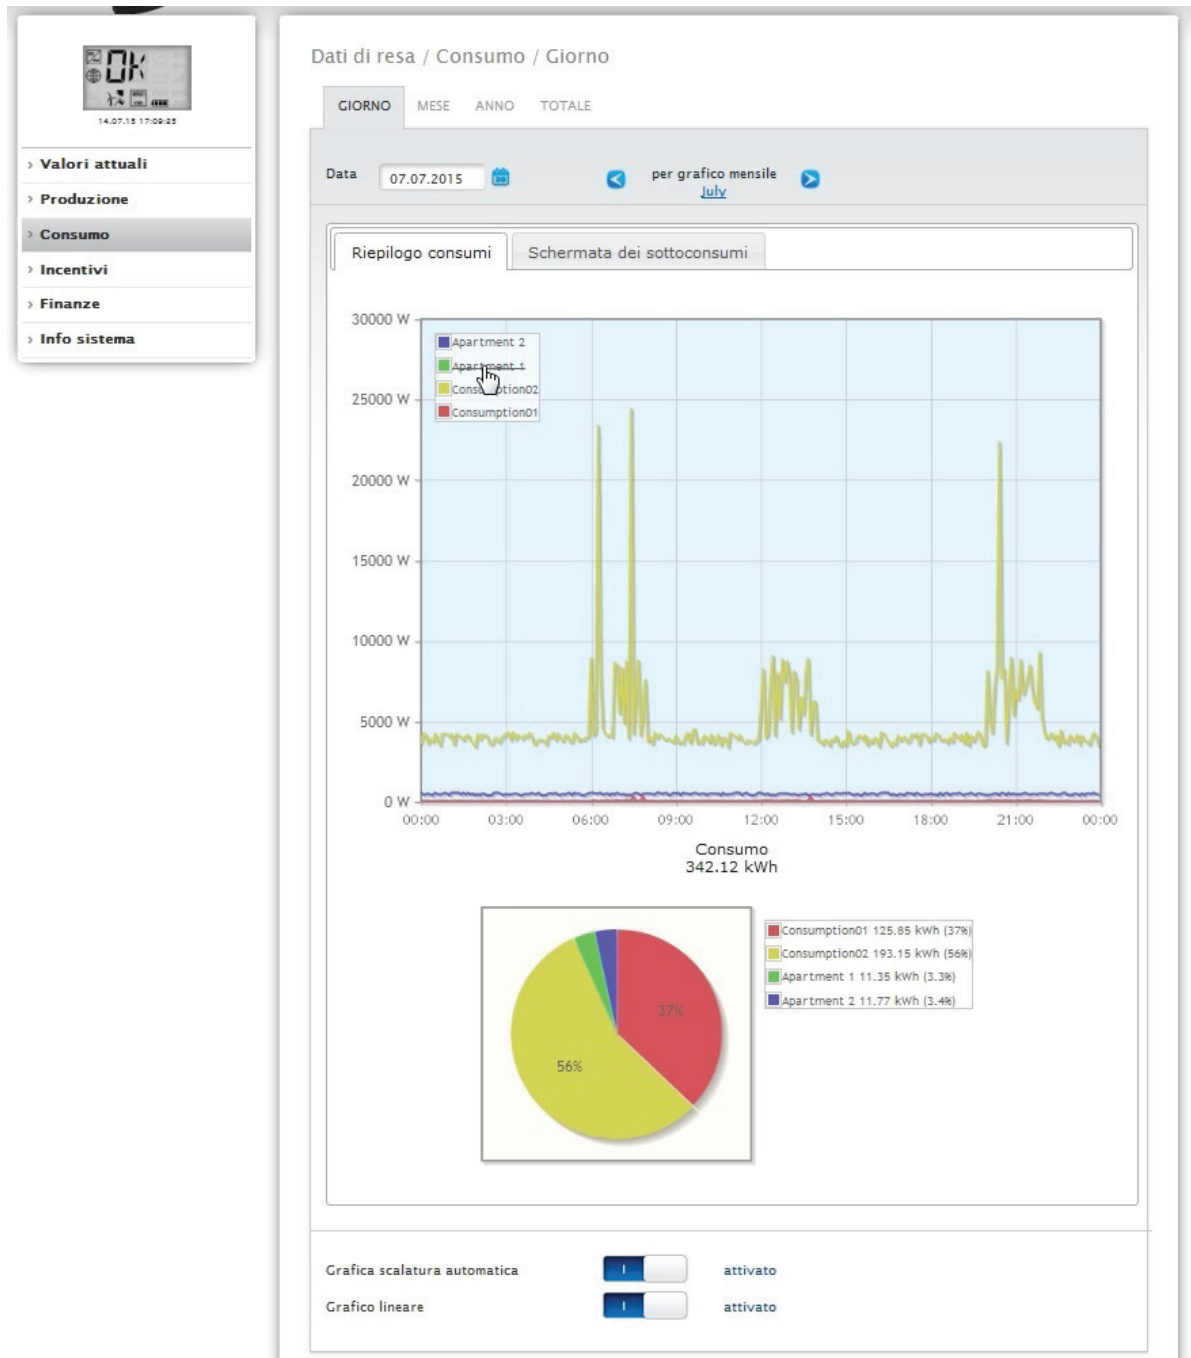 OK
14.07.15 17:09:25
Valori attuali
Produzione
Consumo
Incentivi
Finanze
Info sistema
Dati di resa / Consumo / Giorno
GIORNO MESE ANNO TOTALE
Data 07.07.2015 per grafico mensile
July
Riepilogo consumi Schermata dei sottoconsumi
30000 W
25000 W
20000 W
15000 W
10000 W
5000 W
0 W
Apartment 2
Apartment 1
Consumption02
Consumption01
00:00 03:00 06:00 09:00 12:00 15:00 18:00 21:00 00:00
Consumo
342.12 kWh
37%
56%
Consumption01 125.85 kWh (37%)
Consumption02 193.15 kWh (56%)
Apartment 1 11.35 kWh (3.3%)
Apartment 2 11.77 kWh (3.4%)
Grafica scalatura automatica I attivato
Grafico lineare I attivato